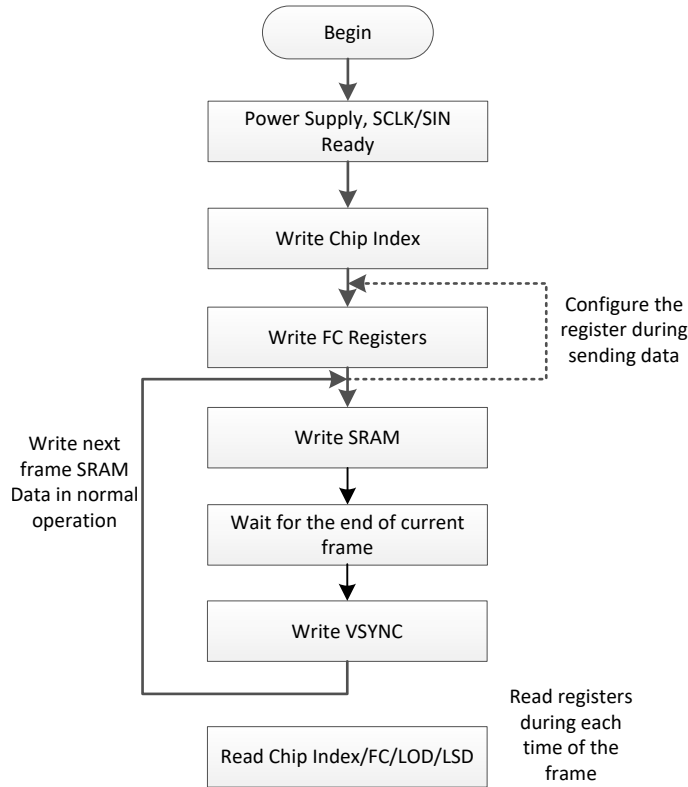 Begin
Power Supply, SCLK/SIN
Ready
Write Chip Index
Configure the
register during
sending data
Write FC Registers
Write next
frame SRAM
Data in normal
operation
Write SRAM
Wait for the end of current
frame
Write VSYNC
Read registers
during each
time of the
frame
Read Chip Index/FC/LOD/LSD